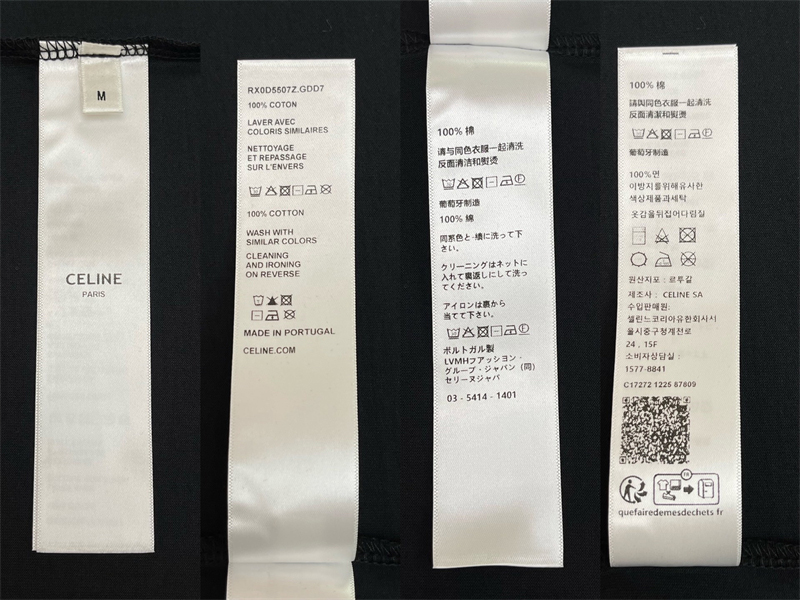 M
CELINE
PARIS
RX0D5507Z.GDD7
100% COTON
LAVER AVEC
COLORIS SIMILAIRES
NETTOYAGE
ET REPASSAGE
SUR L'ENVERS
100% COTTON
WASH WITH
SIMILAR COLORS
CLEANING
AND IRONING
ON REVERSE
MADE IN PORTUGAL
CELINE.COM
100% 棉
请与同色衣服一起清洗
反面清洁和熨烫
葡萄牙制造
100% 綿
同系色と-橋に洗って下
さい。
クリーニングはネットに
入れて裏返しにして洗っ
てください。
アイロンは裹から
当てて下さい。
ポルトガル製
LVMHフアッション・
グループ・ジャパン（同）
セリーヌジャパ
03 - 5414 - 1401
100% 棉
請與同色衣服一起清洗
反面清潔和熨燙
葡萄牙製造
100%면
이방지를위해유사한
색상제품과세탁
옷감을뒤집어다림질
원산지포 : 르투갈
제조사 : CELINE SA
수입판매원:
셀린느코리아유한회사서
울시중구청계전로
24 , 15F
소비자상담실 :
1577-8841
C17272 1225 87809
FR
quefairedemesdechets fr